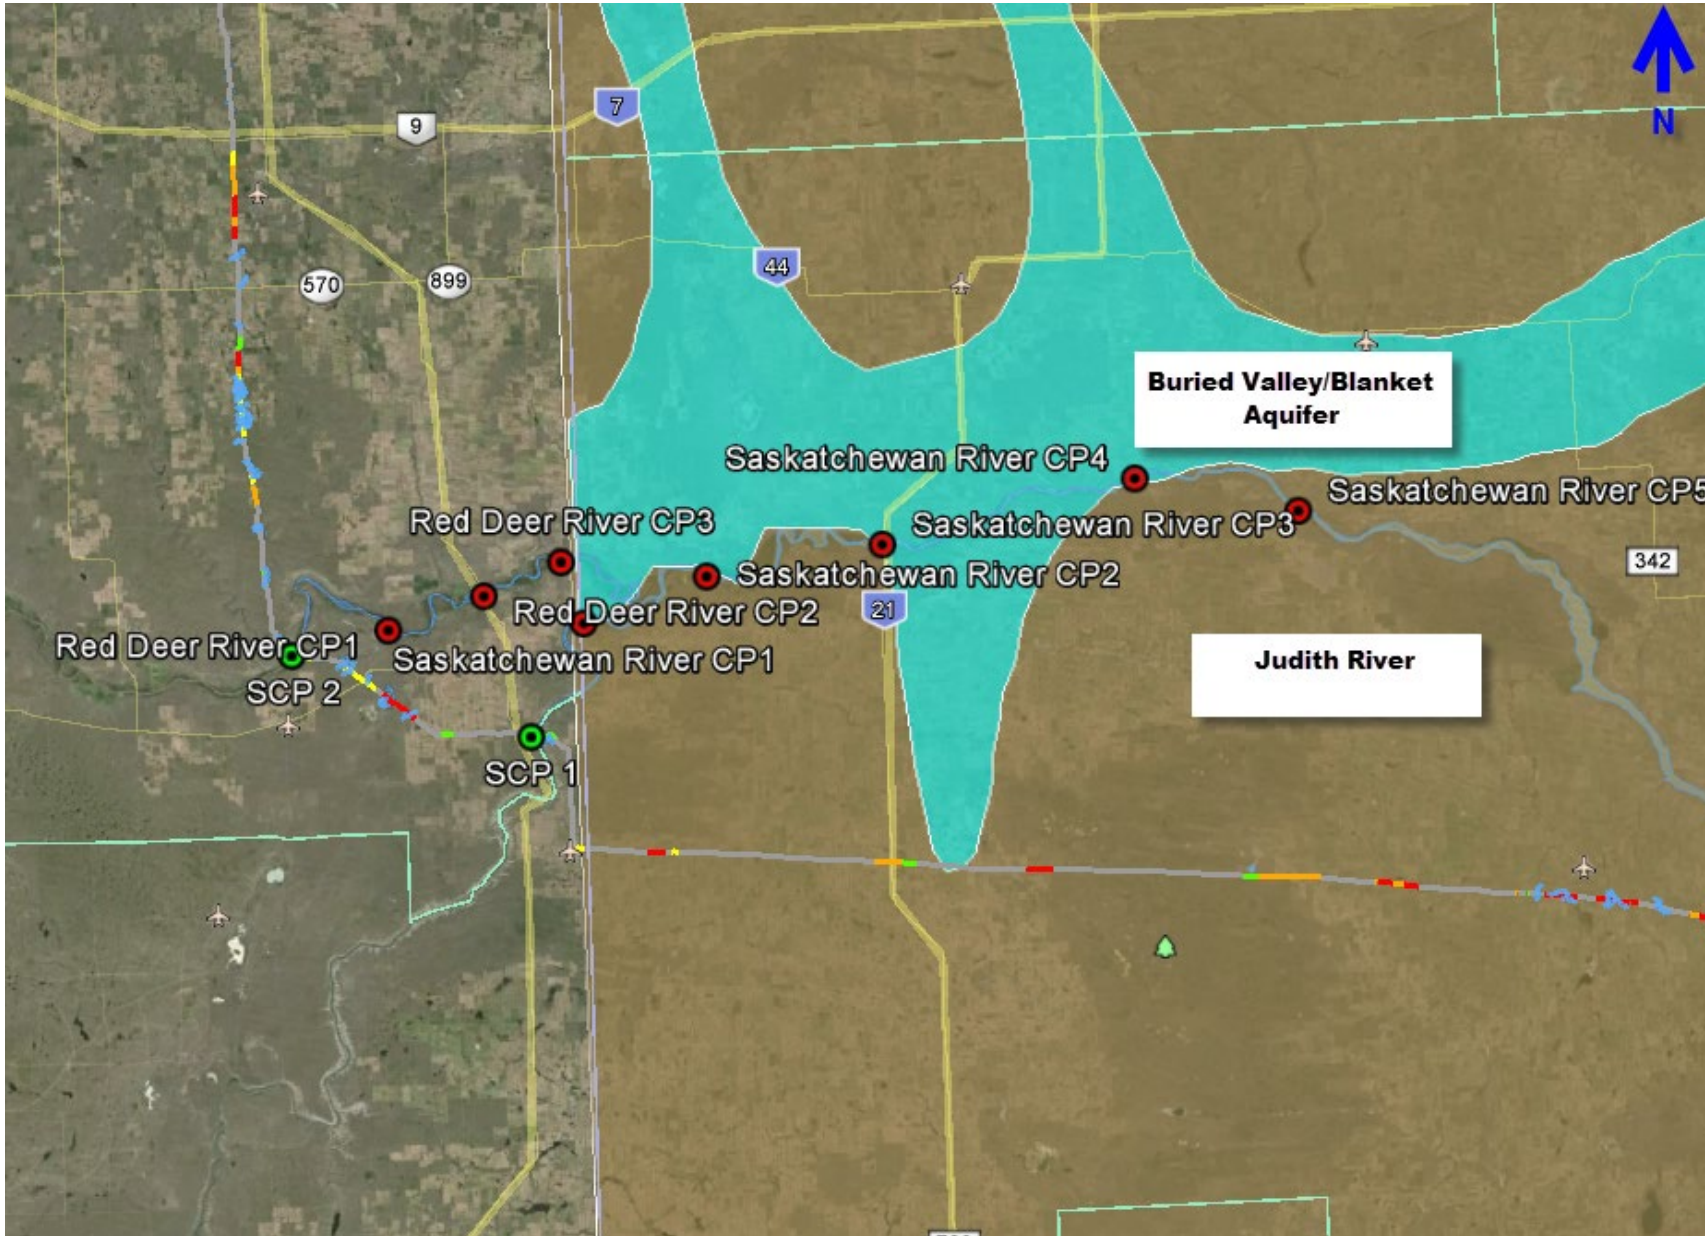 N
7
9
44
570
899
Buried Valley/Blanket
Aquifer
Saskatchewan River CP4
Saskatchewan River CP5
Red Deer River CP3
Saskatchewan River CP3
342
Saskatchewan River CP2
21
Red Deer River CP2
Red Deer River CP1
Saskatchewan River CP1
Judith River
SCP 2
SCP 1